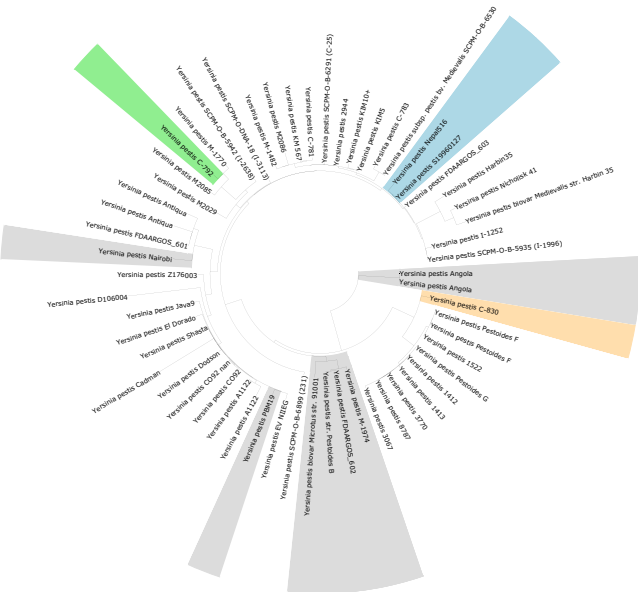 Yersinia pestis SCPM-O-B-6291 (C-25)
Yersinia pestis 2944
Yersinia pestis KIM10+
Yersinia pestis KIM5
Yersinia pestis C-783
Yersinia pestis subsp. pestis bv. Medievalis SCPM-O-B-6530
Yersinia pestis Nepal516
Yersinia pestis S19960127
Yersinia pestis FDAARGOS_603
Yersinia pestis Harbin35
Yersinia pestis Nicholisk 41
Yersinia pestis biovar Medievalis str. Harbin 35
Yersinia pestis I-1252
Yersinia pestis SCPM-O-B-5935 (I-1996)
Yersinia pestis Angola
Yersinia pestis Angola
Yersinia pestis C-830
Yersinia pestis Pestoides F
Yersinia pestis Pestoides F
Yersinia pestis 1522
Yersinia pestis Pestoides G
Yersinia pestis 1412
Yersinia pestis 1413
Yersinia pestis 3770
Yersinia pestis 8787
Yersinia pestis 3067
Yersinia pestis M-1974
Yersinia pestis FDAARGOS_602
Yersinia pestis str. Pestoides B
Yersinia pestis biovar Microtus str. 91001
Yersinia pestis SCPM-O-B-6899 (231)
Yersinia pestis EV NIIEG
Yersinia pestis PBM19
Yersinia pestis A1122
Yersinia pestis A1122
Yersinia pestis CO92
Yersinia pestis CO92 nan
Yersinia pestis Dodson
Yersinia pestis Cadman
Yersinia pestis Shasta
Yersinia pestis El Dorado
Yersinia pestis Java9
Yersinia pestis D106004
Yersinia pestis Z176003
Yersinia pestis Nairobi
Yersinia pestis FDAARGOS_601
Yersinia pestis Antiqua
Yersinia pestis Antiqua
Yersinia pestis M2029
Yersinia pestis M2085
Yersinia pestis C-792
Yersinia pestis M-1770
Yersinia pestis SCPM-O-B-5942 (I-2638)
Yersinia pestis SCPM-O-DNA-18 (I-3113)
Yersinia pestis M-1482
Yersinia pestis M2086
Yersinia pestis KM 567
Yersinia pestis C-781